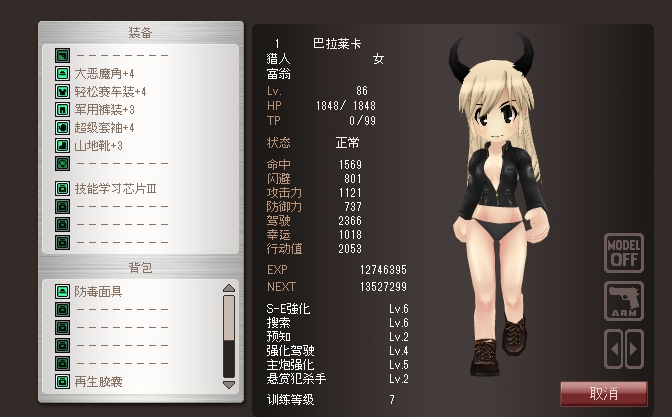 装备
大恶魔角+4
轻松赛车装+4
军用裤装+3
超级套袖+4
山地靴+3
技能学习芯片Ⅲ
背包
防毒面具
再生胶囊
1 巴拉莱卡
猎人 女
富翁
Lv. 86
HP 1848/ 1848
TP 0/99
状态 正常
命中 1569
闪避 801
攻击力 1121
防御力 737
驾驶 2366
幸运 1018
行动值 2053
EXP 12746395
NEXT 13527299
S-E強化 Lv.6
搜索 Lv.6
预知 Lv.2
强化驾驶 Lv.4
主炮强化 Lv.5
悬赏犯杀手 Lv.2
训练等级 7
MODEL
OFF
ARM
取消